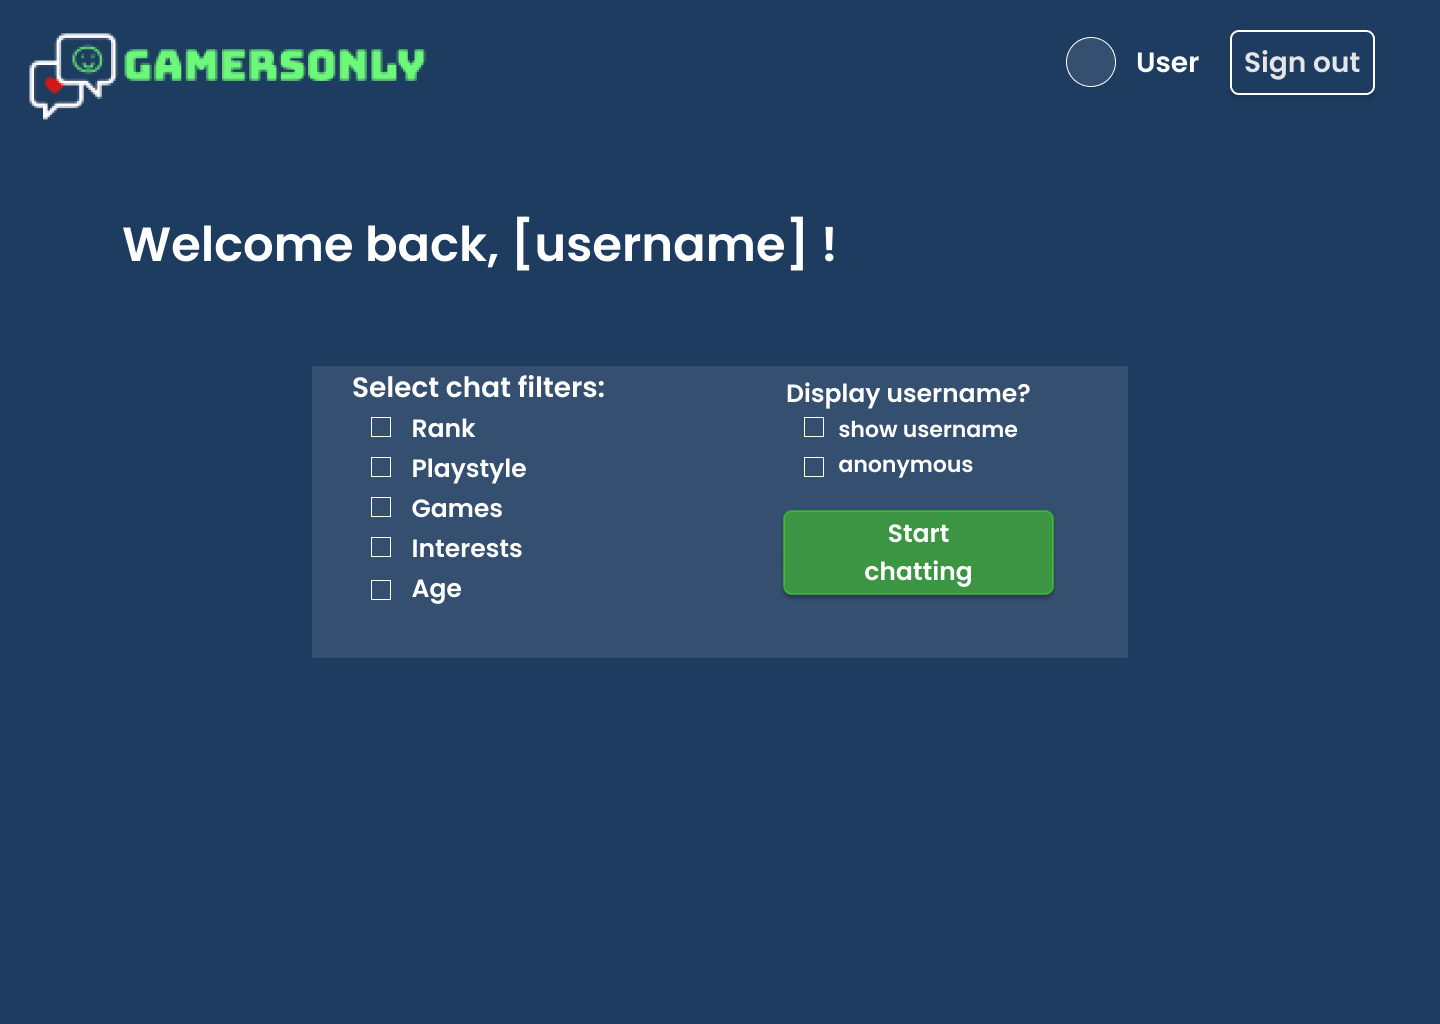 GAMERSONLY
User
Sign out
Welcome back, [username] !
Select chat filters:
Rank
Playstyle
Games
Interests
Age
Display username?
show username
anonymous
Start
chatting